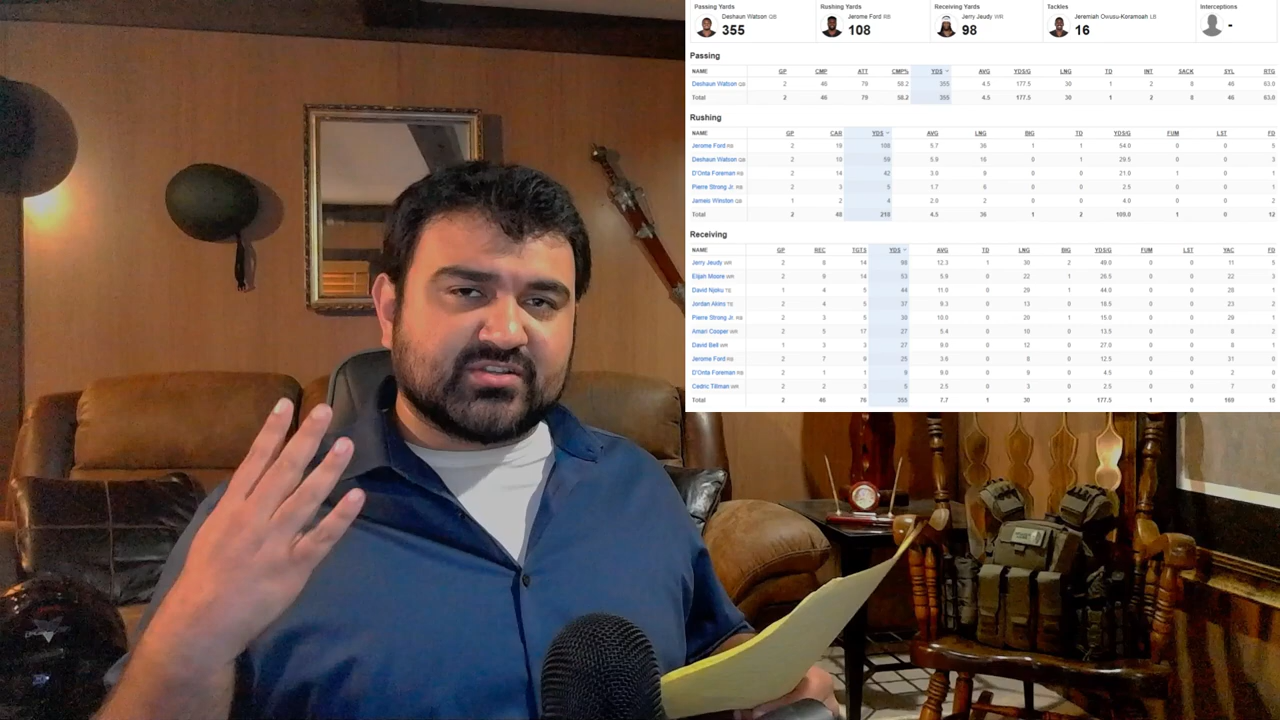 Passing Yards Rushing Yards Receiving Yards Tackles Interceptions
Deshaun Watson QB Jerome Ford RB Jerry Jeudy WR Jeremiah Owusu-Koramoah LB
355 108 98 16 -
Passing
NAME GP CMP ATT CMP% YDS AVG YDS/G LNG TD INT SACK SYL RTG
Deshaun Watson QB 2 46 79 58.2 355 4.5 177.5 30 1 2 8 46 63.0
Total 2 46 79 58.2 355 4.5 177.5 30 1 2 8 46 63.0
Rushing
NAME GP CAR YDS AVG LNG BIG TD YDS/G FUM LST FD
Jerome Ford RB 2 19 108 5.7 36 1 1 54.0 0 0 5
Deshaun Watson QB 2 10 59 5.9 16 0 1 29.5 0 0 3
D'Onta Foreman RB 2 14 42 3.0 9 0 0 21.0 1 0 1
Pierre Strong Jr. RB 2 3 5 1.7 6 0 0 2.5 0 0 1
Jameis Winston QB 1 2 4 2.0 2 0 0 4.0 0 0 2
Total 2 48 218 4.5 36 1 2 109.0 1 0 12
Receiving
NAME GP REC TGTS YDS AVG TD LNG BIG YDS/G FUM LST YAC FD
Jerry Jeudy WR 2 8 14 98 12.3 1 30 2 49.0 0 0 11 5
Elijah Moore WR 2 9 14 53 5.9 0 22 1 26.5 0 0 22 3
David Njoku TE 1 4 5 44 11.0 0 29 1 44.0 0 0 28 1
Jordan Akins TE 2 4 5 37 9.3 0 13 0 18.5 0 0 23 2
Pierre Strong Jr. RB 2 3 5 30 10.0 0 20 1 15.0 0 0 29 1
Amari Cooper WR 2 5 17 27 5.4 0 10 0 13.5 0 0 8 2
David Bell WR 1 3 3 27 9.0 0 12 0 27.0 0 0 8 1
Jerome Ford RB 2 7 9 25 3.6 0 8 0 12.5 0 0 31 0
D'Onta Foreman RB 2 1 1 9 9.0 0 9 0 4.5 0 0 2 0
Cedric Tillman WR 2 2 3 5 2.5 0 3 0 2.5 0 0 7 0
Total 2 46 76 355 7.7 1 30 5 177.5 1 0 169 15